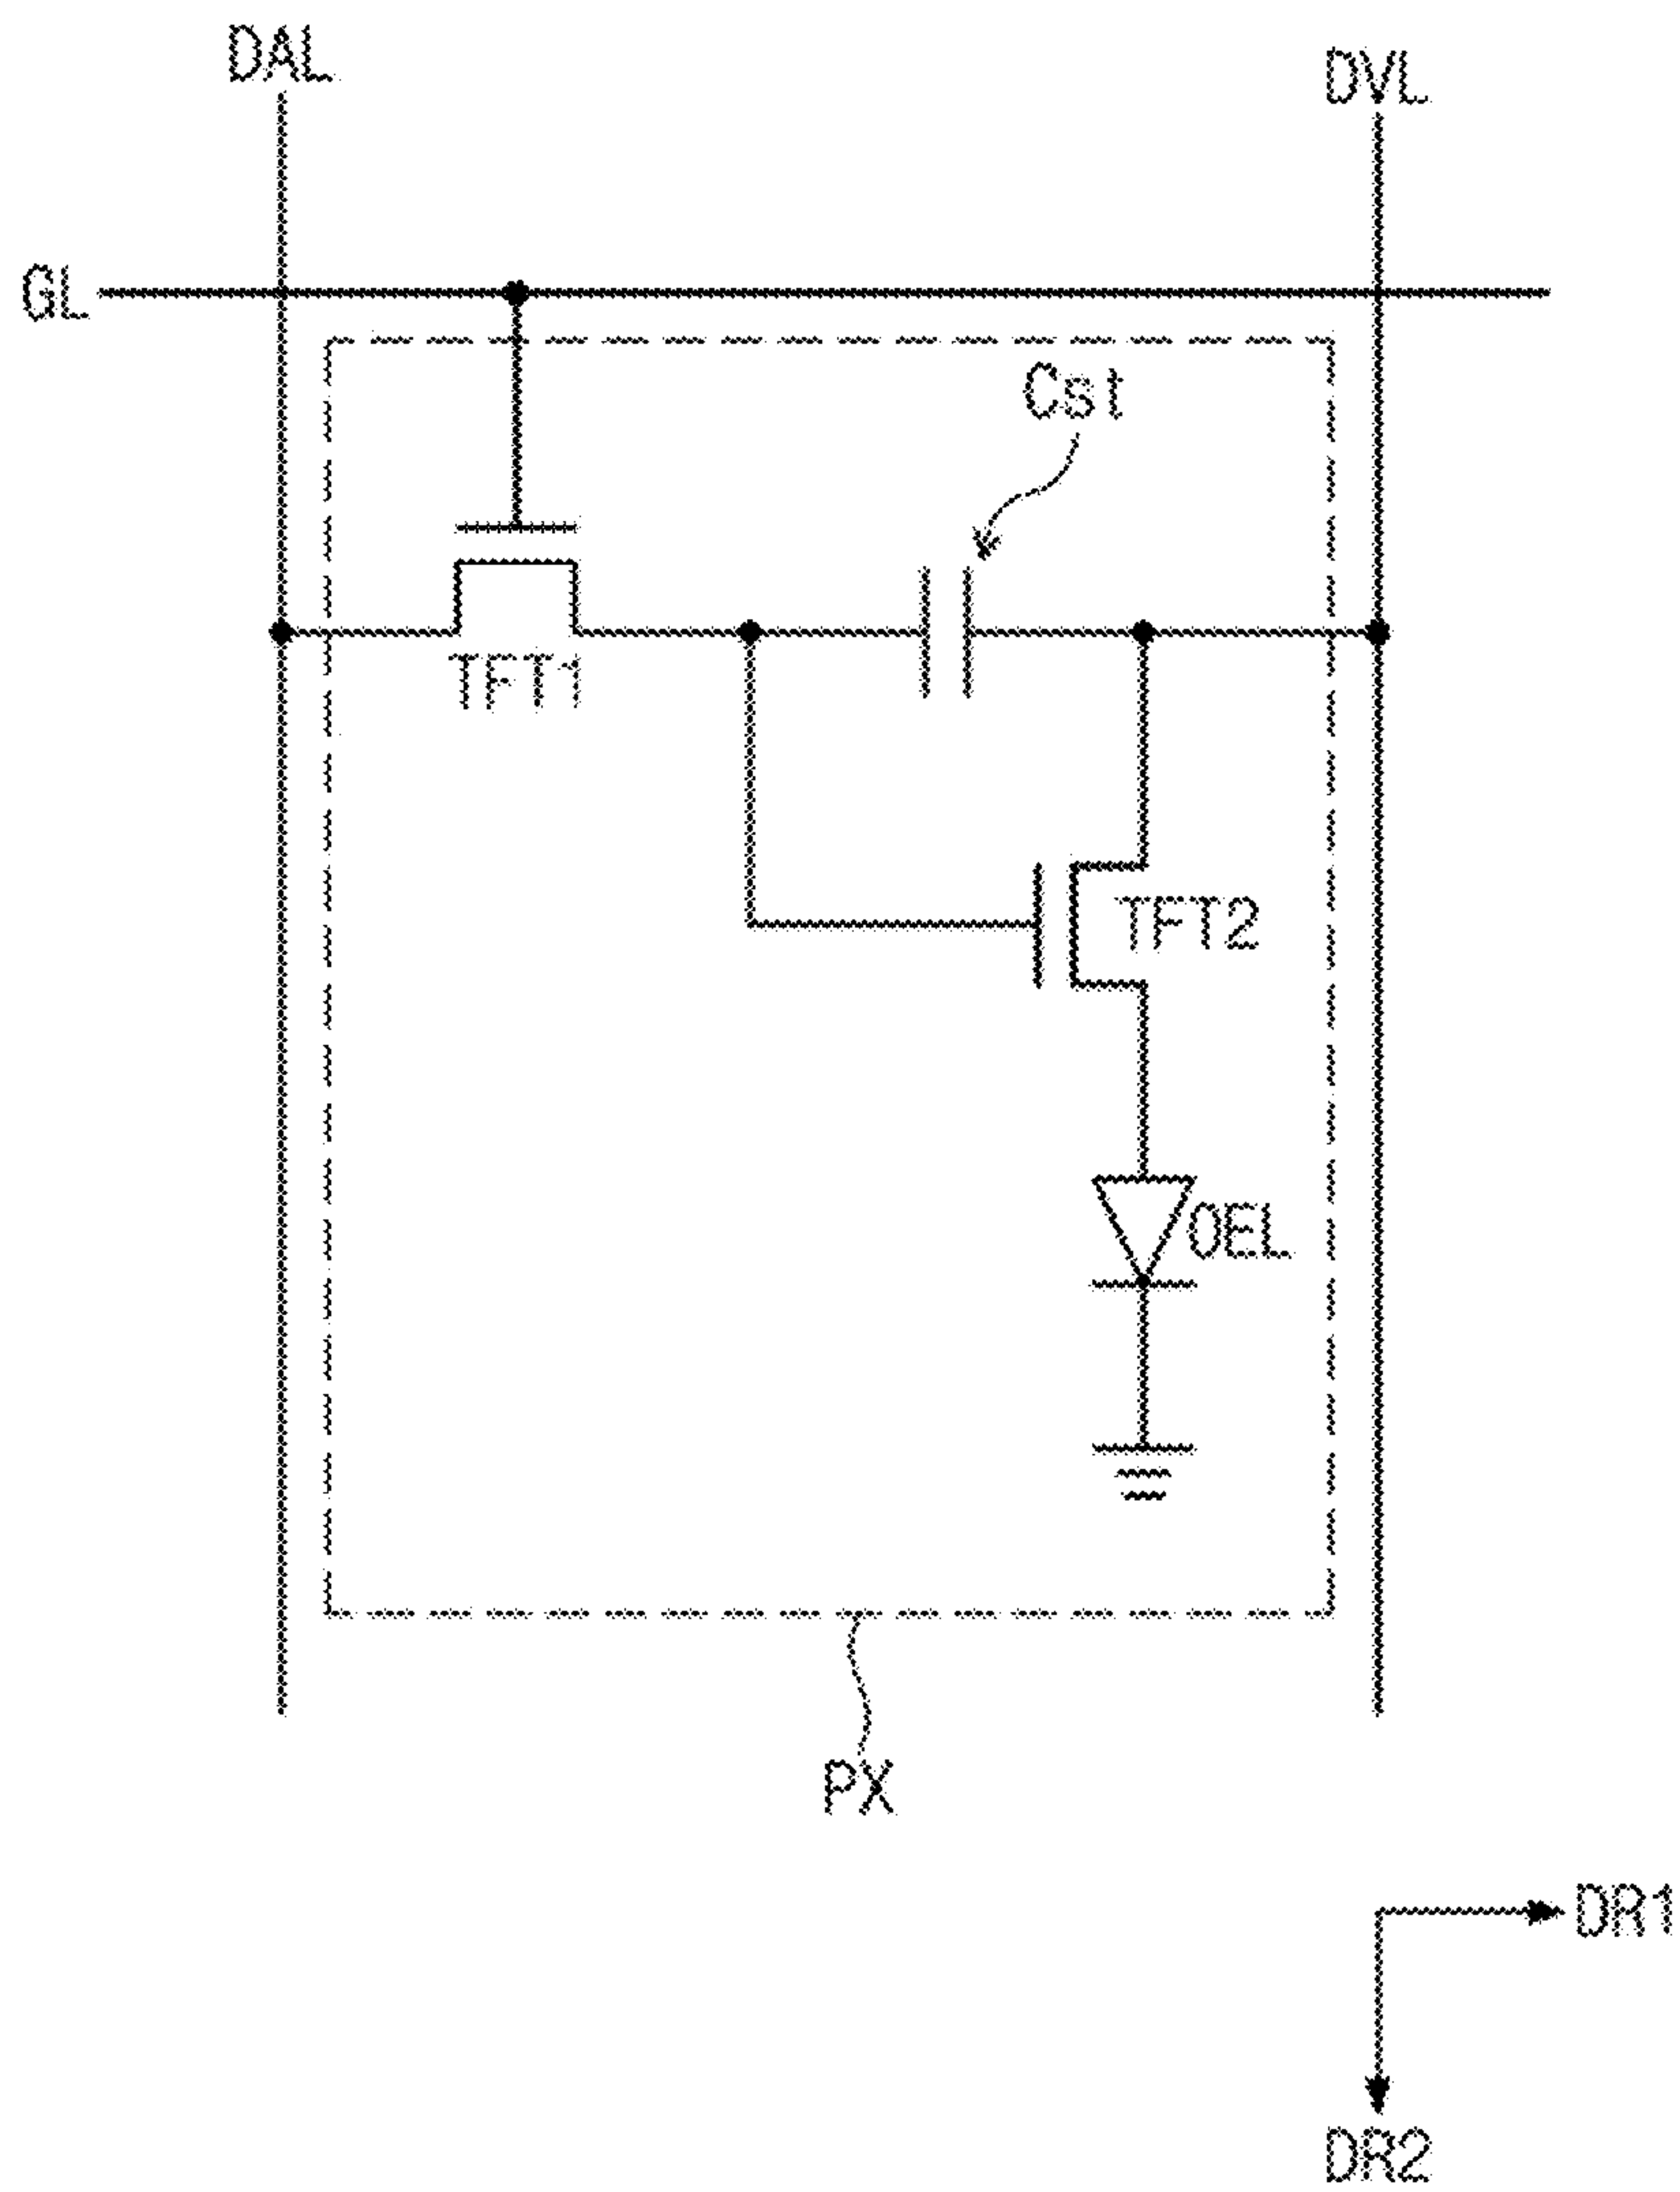 DAL
DVL
GL
Cst
TFT1
TFT2
OEL
PX
DR1
DR2